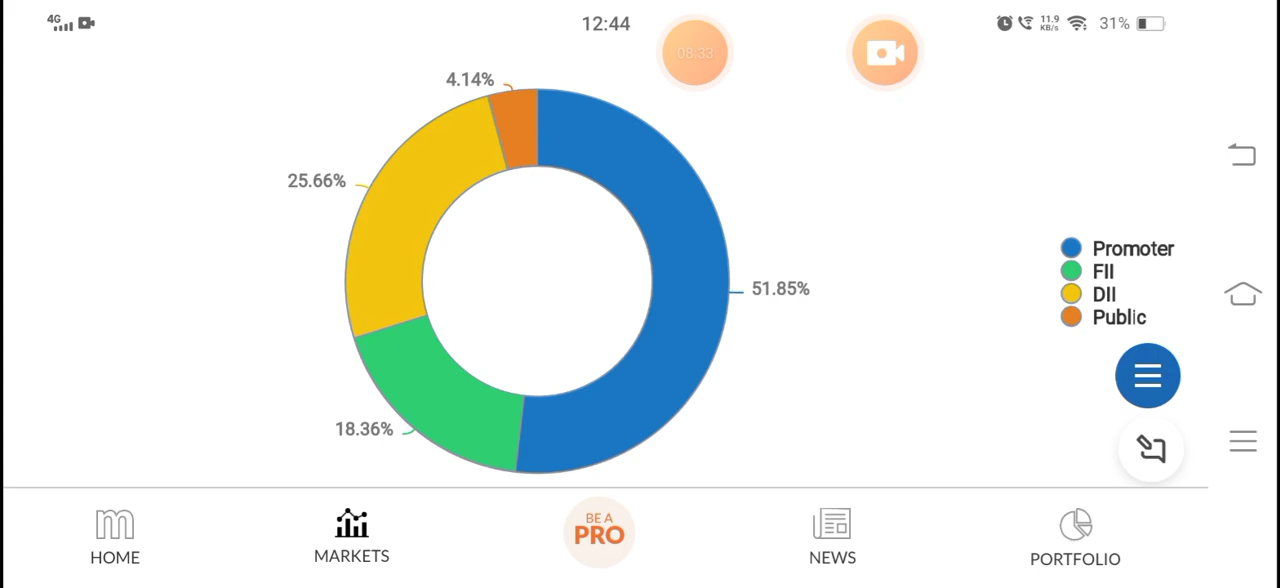 4G
12:44
08:33
11.9
KB/s
31%
4.14%
25.66%
51.85%
18.36%
Promoter
FII
DII
Public
HOME
MARKETS
BE A
PRO
NEWS
PORTFOLIO